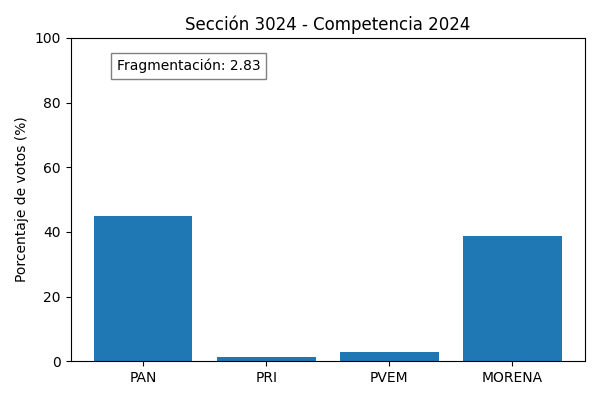 Sección 3024 - Competencia 2024
Fragmentación: 2.83
Porcentaje de votos (%)
100
80
60
40
20
0
PAN PRI PVEM MORENA